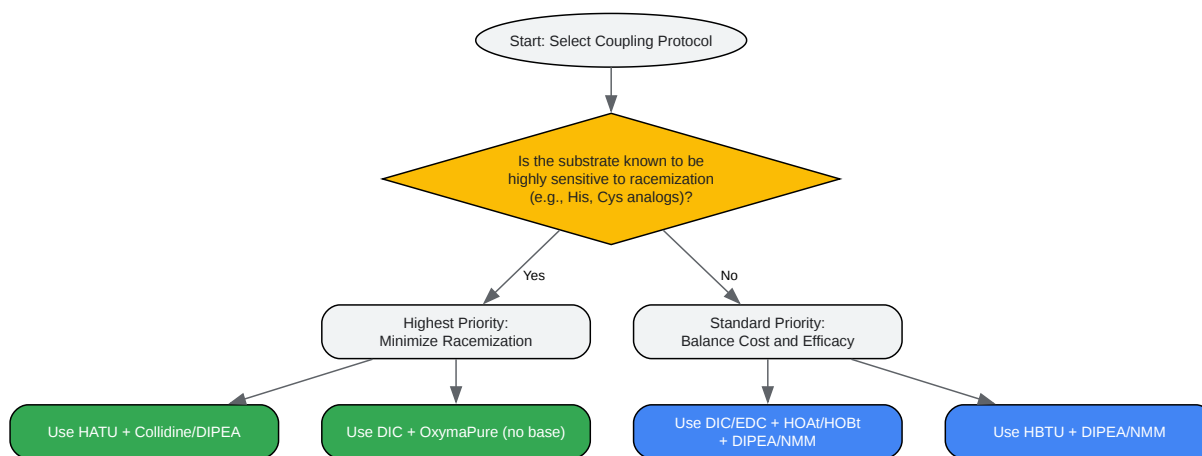 Start: Select Coupling Protocol
Is the substrate known to be
highly sensitive to racemization
(e.g., His, Cys analogs)?
Yes
No
Highest Priority:
Minimize Racemization
Standard Priority:
Balance Cost and Efficacy
Use HATU + Collidine/DIPEA
Use DIC + OxymaPure (no base)
Use DIC/EDC + HOAt/HOBt
+ DIPEA/NMM
Use HBTU + DIPEA/NMM